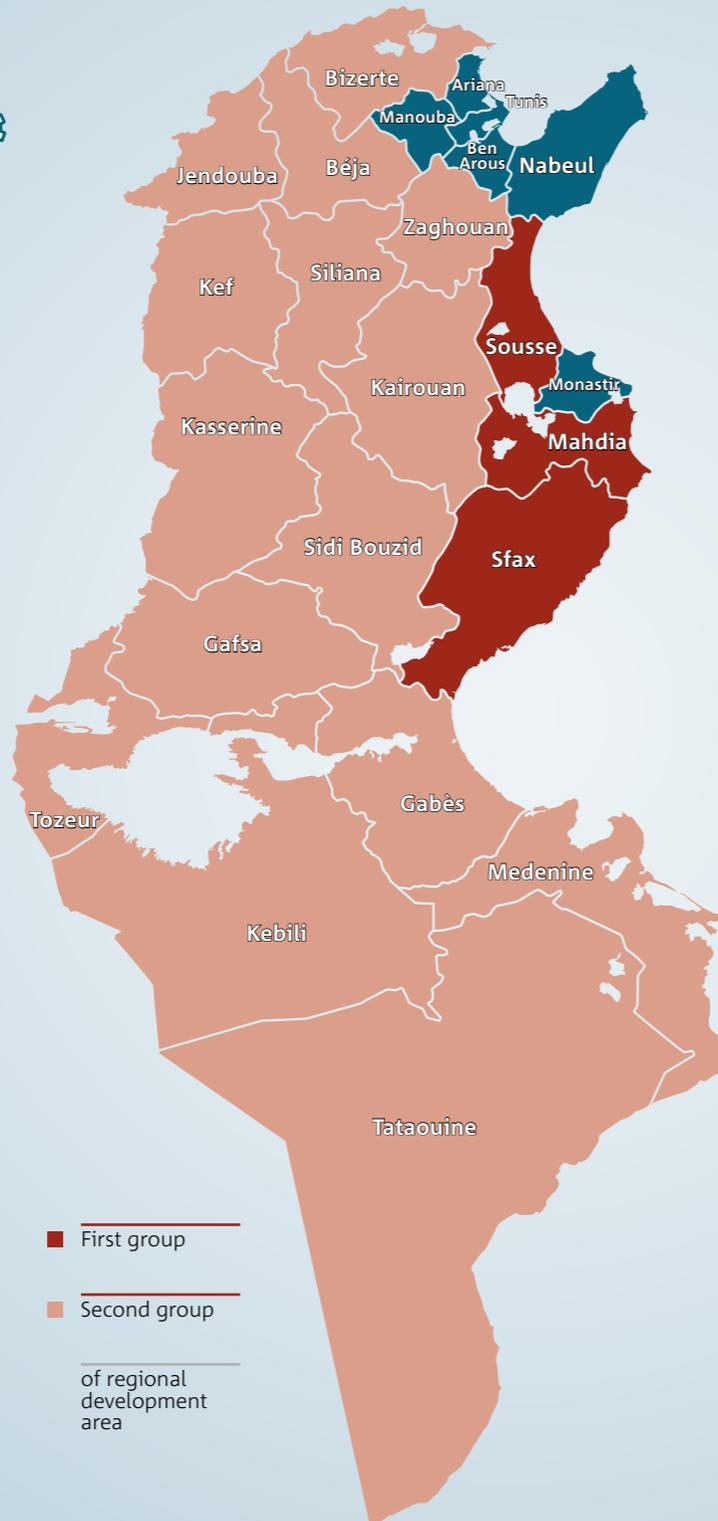 Bizerte
Ariana
Tunis
Manouba
Ben
Arous
Nabeul
Jendouba
Béja
Zaghouan
Kef
Siliana
Sousse
Kairouan
Monastir
Kasserine
Mahdia
Sidi Bouzid
Sfax
Gafsa
Tozeur
Gabès
Medenine
Kebili
Tataouine
First group
Second group
of regional
development
area